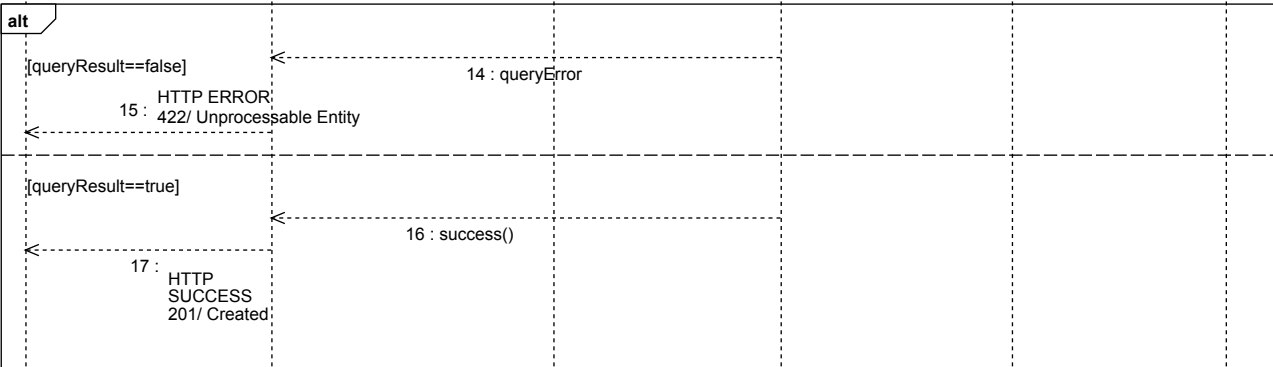 alt
[queryResult==false]
14 : queryError
15 :
HTTP ERROR
422/ Unprocessable Entity
[queryResult==true]
16 : success()
17 :
HTTP
SUCCESS
201/ Created